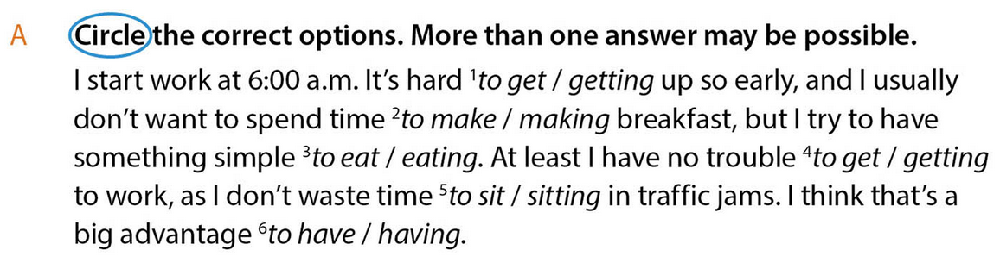 A Circle the correct options. More than one answer may be possible.
I start work at 6:00 a.m. It's hard ¹to get / getting up so early, and I usually
don't want to spend time ²to make / making breakfast, but I try to have
something simple ³to eat / eating. At least I have no trouble ⁴to get / getting
to work, as I don't waste time ⁵to sit / sitting in traffic jams. I think that's a
big advantage ⁶to have / having.